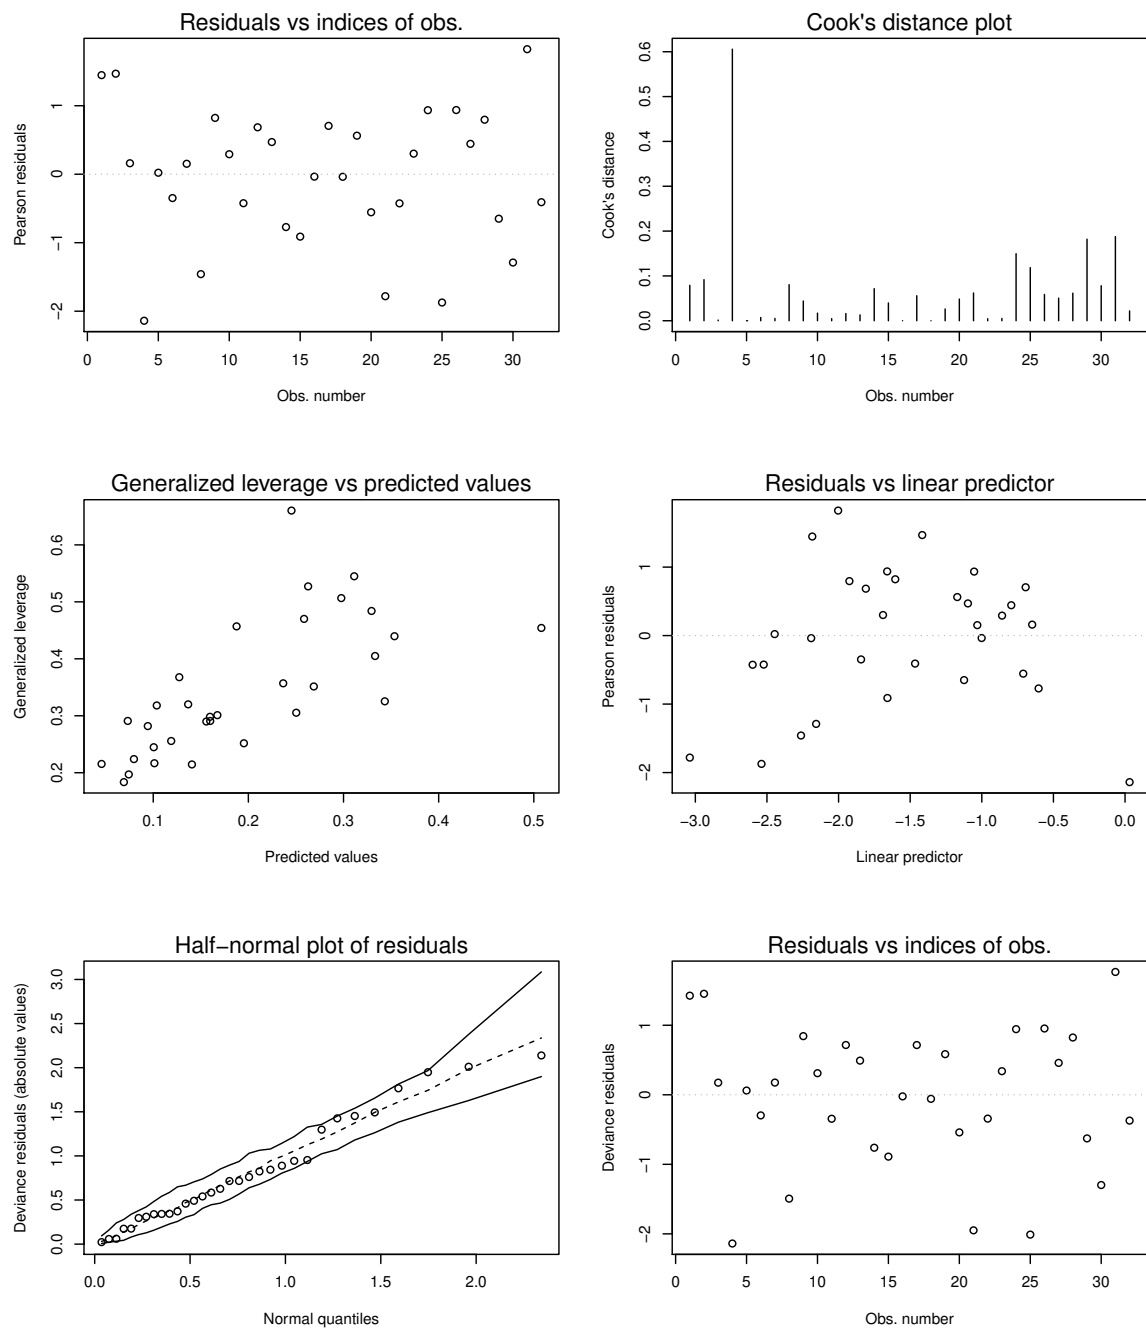 Residuals vs indices of obs.
Pearson residuals
1
0
−1
−2
0 5 10 15 20 25 30
Obs. number
Cook's distance plot
Cook's distance
0.6
0.5
0.4
0.3
0.2
0.1
0.0
0 5 10 15 20 25 30
Obs. number
Generalized leverage vs predicted values
Generalized leverage
0.6
0.5
0.4
0.3
0.2
0.1 0.2 0.3 0.4 0.5
Predicted values
Residuals vs linear predictor
Pearson residuals
1
0
−1
−2
−3.0 −2.5 −2.0 −1.5 −1.0 −0.5 0.0
Linear predictor
Half−normal plot of residuals
Deviance residuals (absolute values)
3.0
2.5
2.0
1.5
1.0
0.5
0.0
0.0 0.5 1.0 1.5 2.0
Normal quantiles
Residuals vs indices of obs.
Deviance residuals
1
0
−1
−2
0 5 10 15 20 25 30
Obs. number